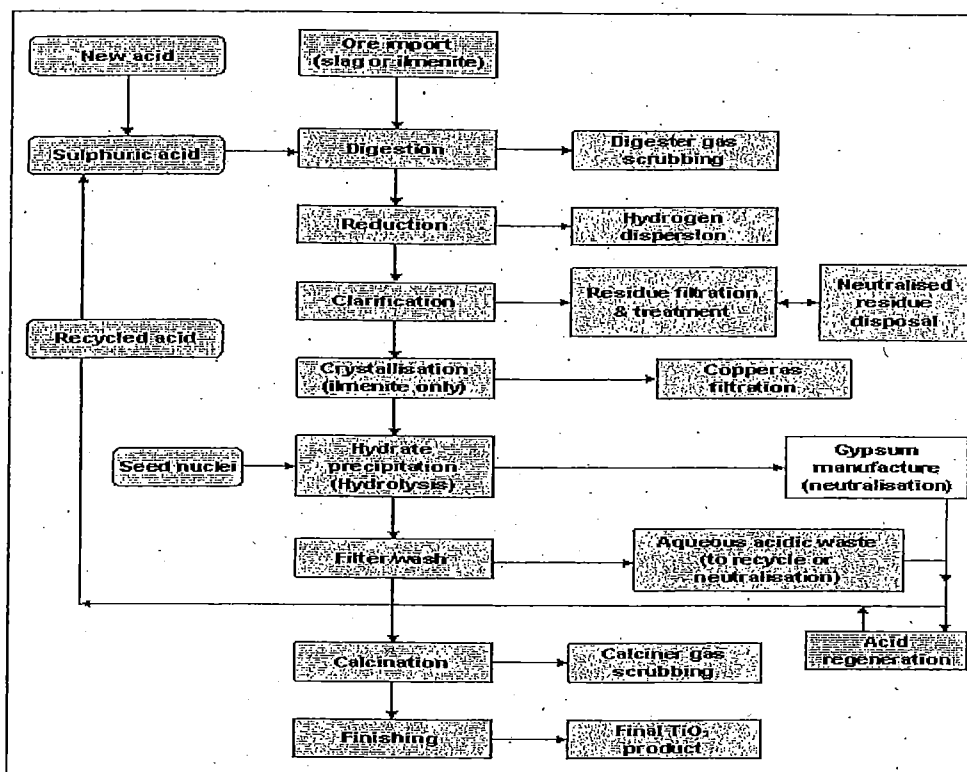 New acid
Ore import
(slag or ilmenite)
Sulphuric acid
Digestion
Digester gas
scrubbing
Reduction
Hydrogen
dispersion
Clarification
Residue filtration
& treatment
Neutralised
residue
disposal
Recycled acid
Crystallisation
(ilmenite only)
Copperas
filtration
Seed nuclei
Hydrate
precipitation
(Hydrolysis)
Gypsum
manufacture
(neutralisation)
Filter/wash
Aqueous acidic waste
(to recycle or
neutralisation)
Acid
regeneration
Calcination
Calciner gas
scrubbing
Finishing
Final TiO₂
product